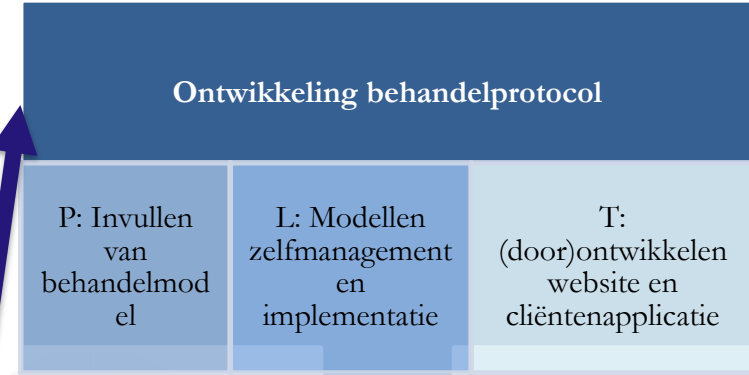 Ontwikkeling behandelprotocol
P: Invullen
van
behandelmod
el
L: Modellen
zelfmanagement
en
implementatie
T:
(door)ontwikkelen
website en
cliëntenapplicatie